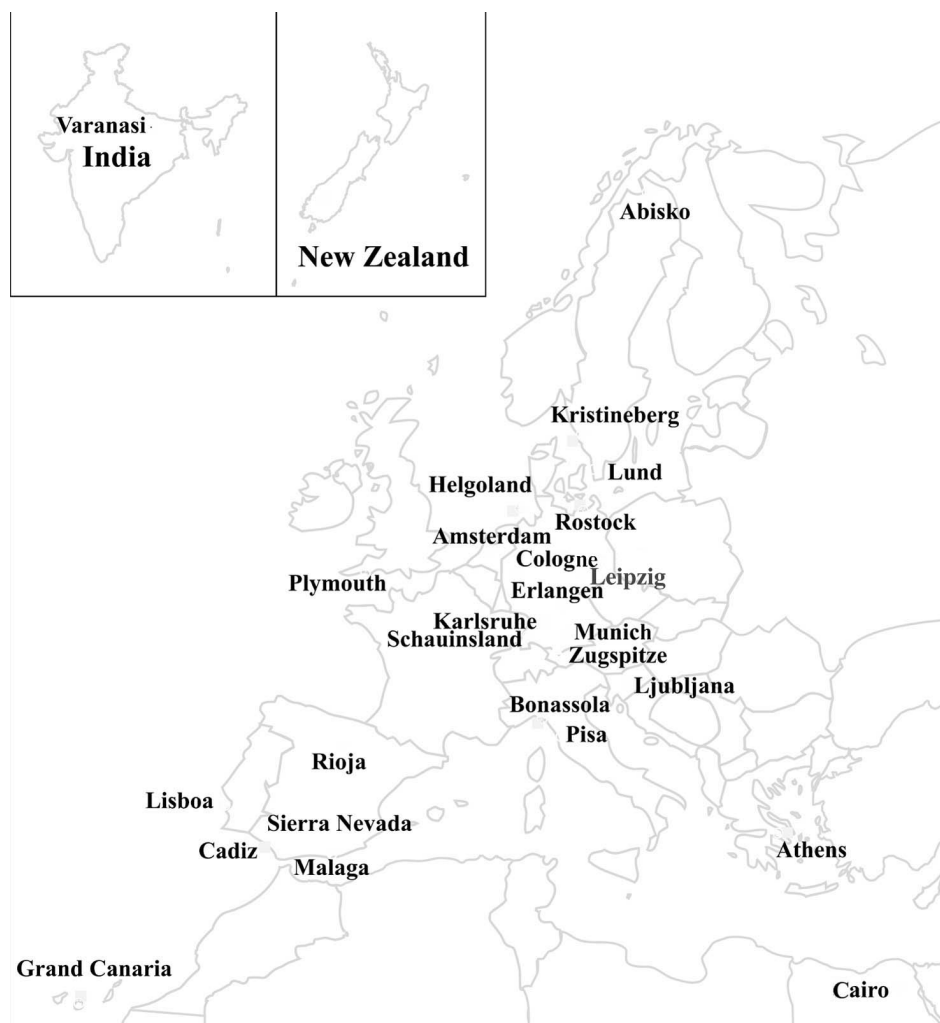 Varanasi
India
New Zealand
Abisko
Kristineberg
Lund
Helgoland
Rostock
Amsterdam
Cologne
Leipzig
Plymouth
Erlangen
Karlsruhe
Munich
Schauinsland
Zugspitze
Ljubljana
Bonassola
Pisa
Rioja
Lisboa
Sierra Nevada
Cadiz
Athens
Malaga
Grand Canaria
Cairo